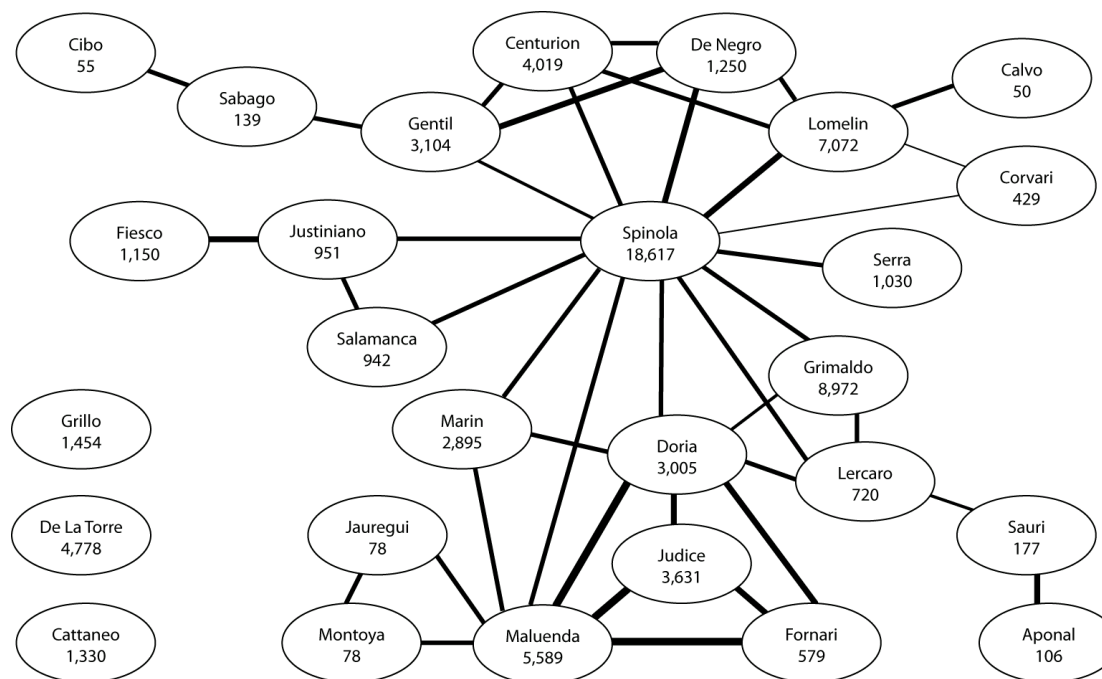 Cibo
55
Centurion
4,019
De Negro
1,250
Calvo
50
Sabago
139
Gentil
3,104
Lomelin
7,072
Corvari
429
Fiesco
1,150
Justiniano
951
Spinola
18,617
Serra
1,030
Salamanca
942
Grimaldo
8,972
Grillo
1,454
Marin
2,895
Doria
3,005
Lercaro
720
De La Torre
4,778
Jauregui
78
Judice
3,631
Sauri
177
Cattaneo
1,330
Montoya
78
Maluenda
5,589
Fornari
579
Aponal
106